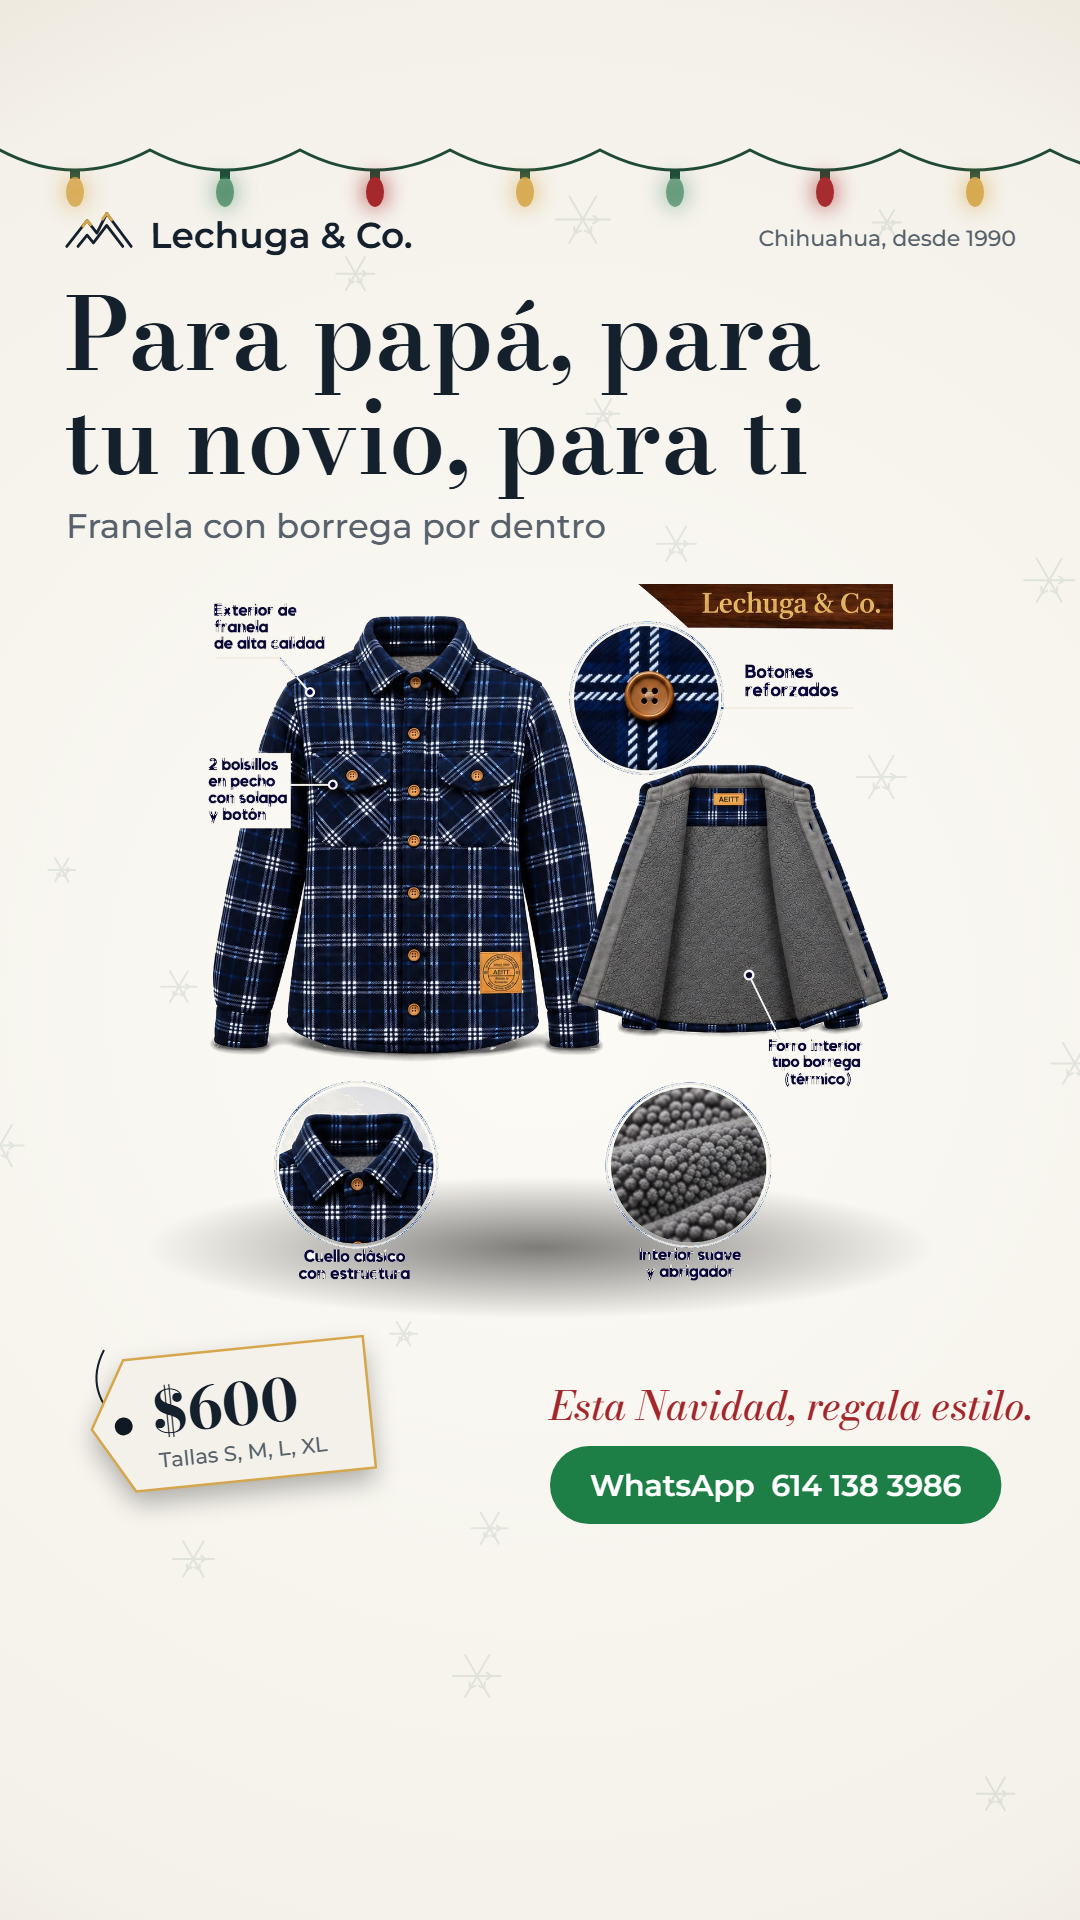 Lechuga & Co.
Chihuahua, desde 1990
Para papá, para
tu novio, para ti
Franela con borrega por dentro
Lechuga & Co.
Exterior de
franela
de alta calidad
Botones
reforzados
2 bolsillos
en pecho
con solapa
y botón
AEITT
AEITT
Forro interior
tipo borrega
(térmico)
Cuello clásico
con estructura
Interior suave
y abrigador
$600
Tallas S, M, L, XL
Esta Navidad, regala estilo.
WhatsApp 614 138 3986